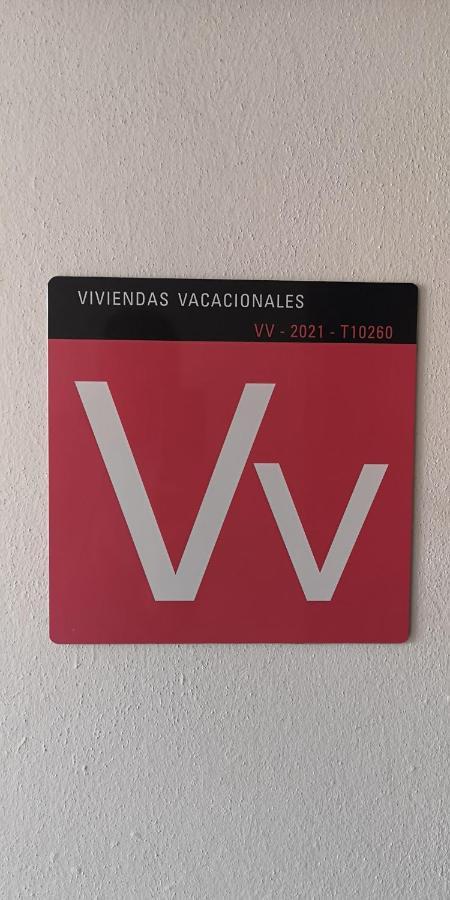 VIVIENDAS VACACIONALES
VV - 2021 - T10260
Vv